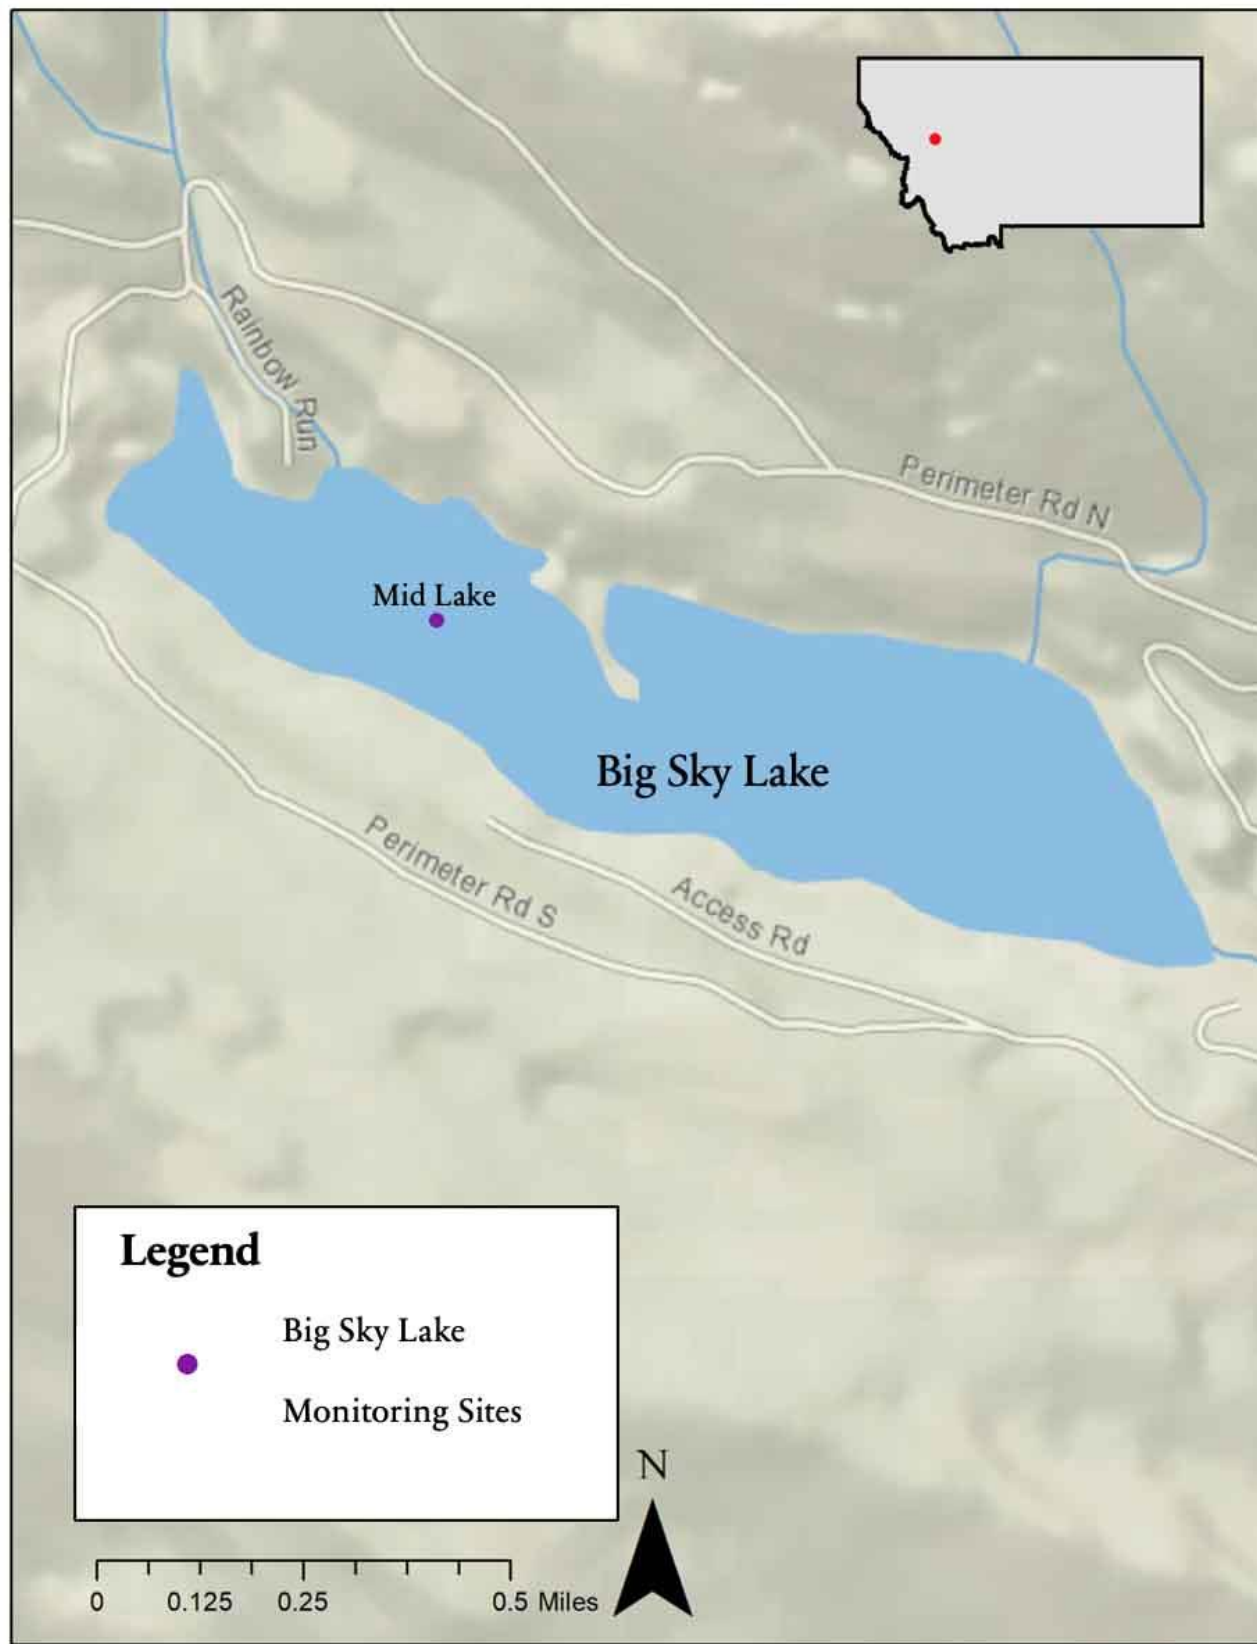 Rainbow Run
Perimeter Rd N
Mid Lake
Big Sky Lake
Perimeter Rd S
Access Rd
Legend
Big Sky Lake
Monitoring Sites
N
0 0.125 0.25 0.5 Miles